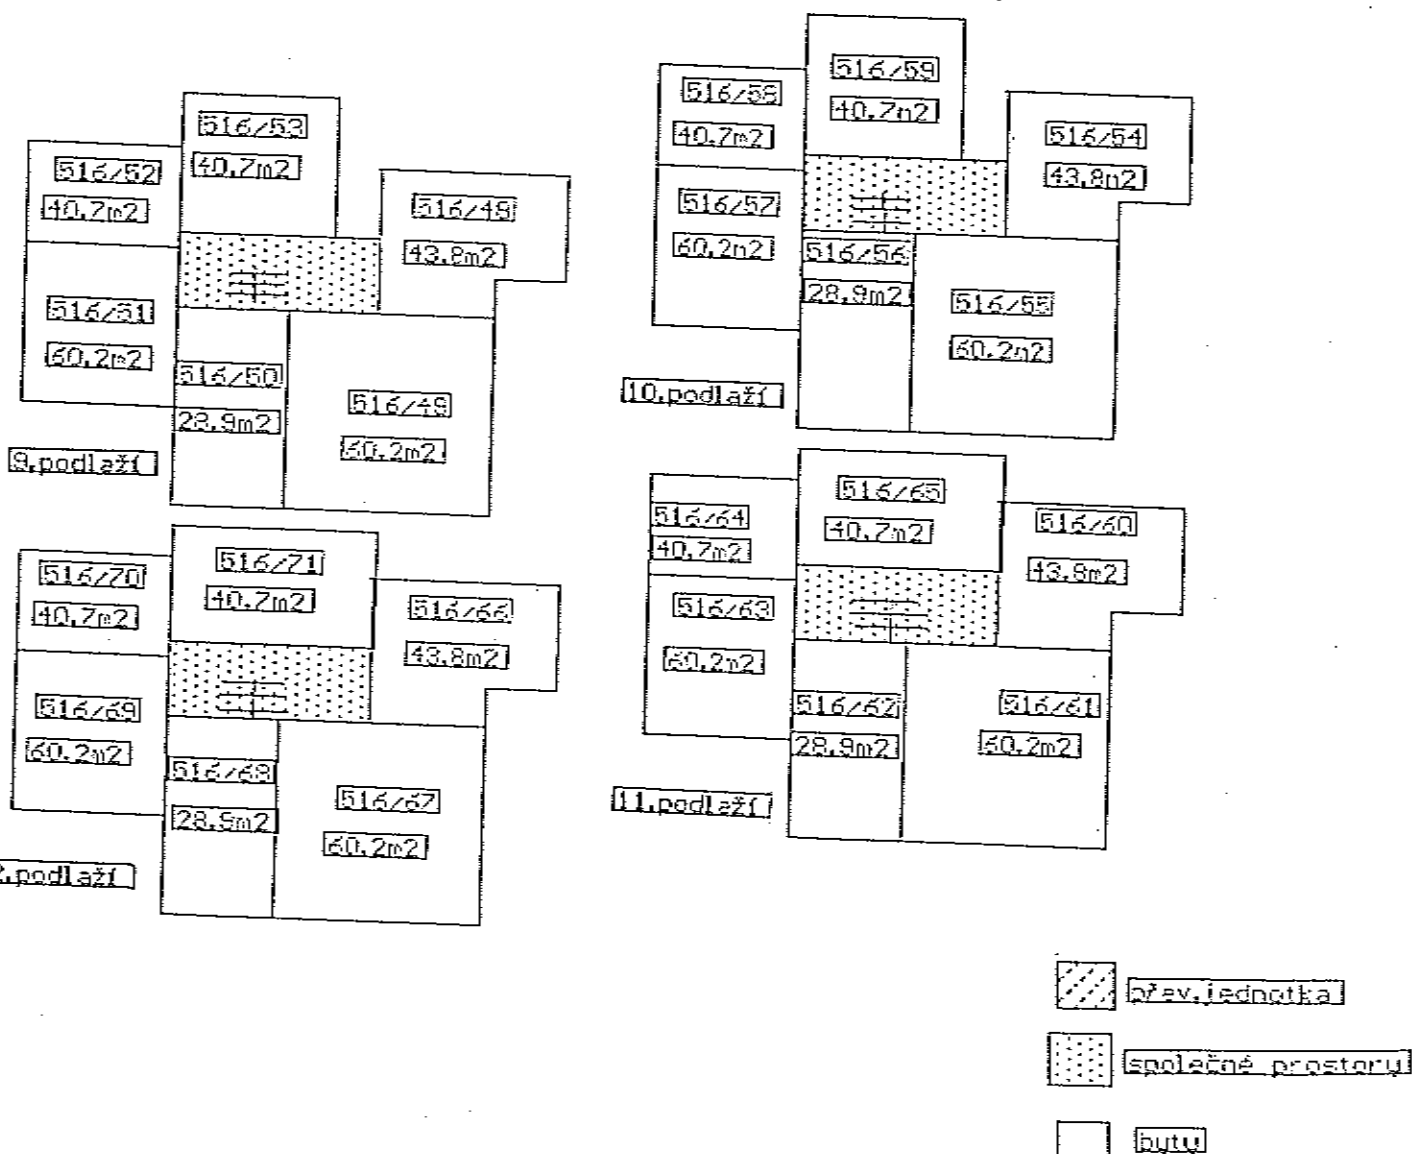 516/53
40.7m2
516/52
40.7m2
516/48
43.8m2
516/51
60.2m2
516/50
28.9m2
516/49
60.2m2
9.podlaží
516/59
40.7m2
516/58
40.7m2
516/54
43.8m2
516/57
60.2m2
516/56
28.9m2
516/55
60.2m2
10.podlaží
516/71
40.7m2
516/70
40.7m2
516/66
43.8m2
516/69
60.2m2
516/68
28.9m2
516/67
60.2m2
2.podlaží
516/65
40.7m2
516/64
40.7m2
516/60
43.8m2
516/63
60.2m2
516/62
28.9m2
516/61
60.2m2
11.podlaží
přev.jednotka
společné prostory
byty